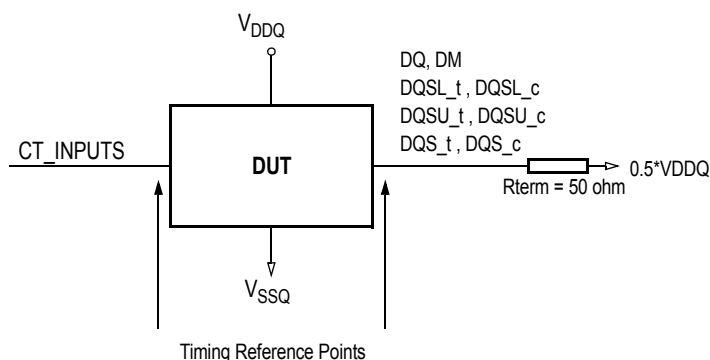 VDDQ
DQ, DM
DQSL_t , DQSL_c
DQSU_t , DQSU_c
DQS_t , DQS_c
CT_INPUTS
DUT
0.5*VDDQ
Rterm = 50 ohm
VSSQ
Timing Reference Points